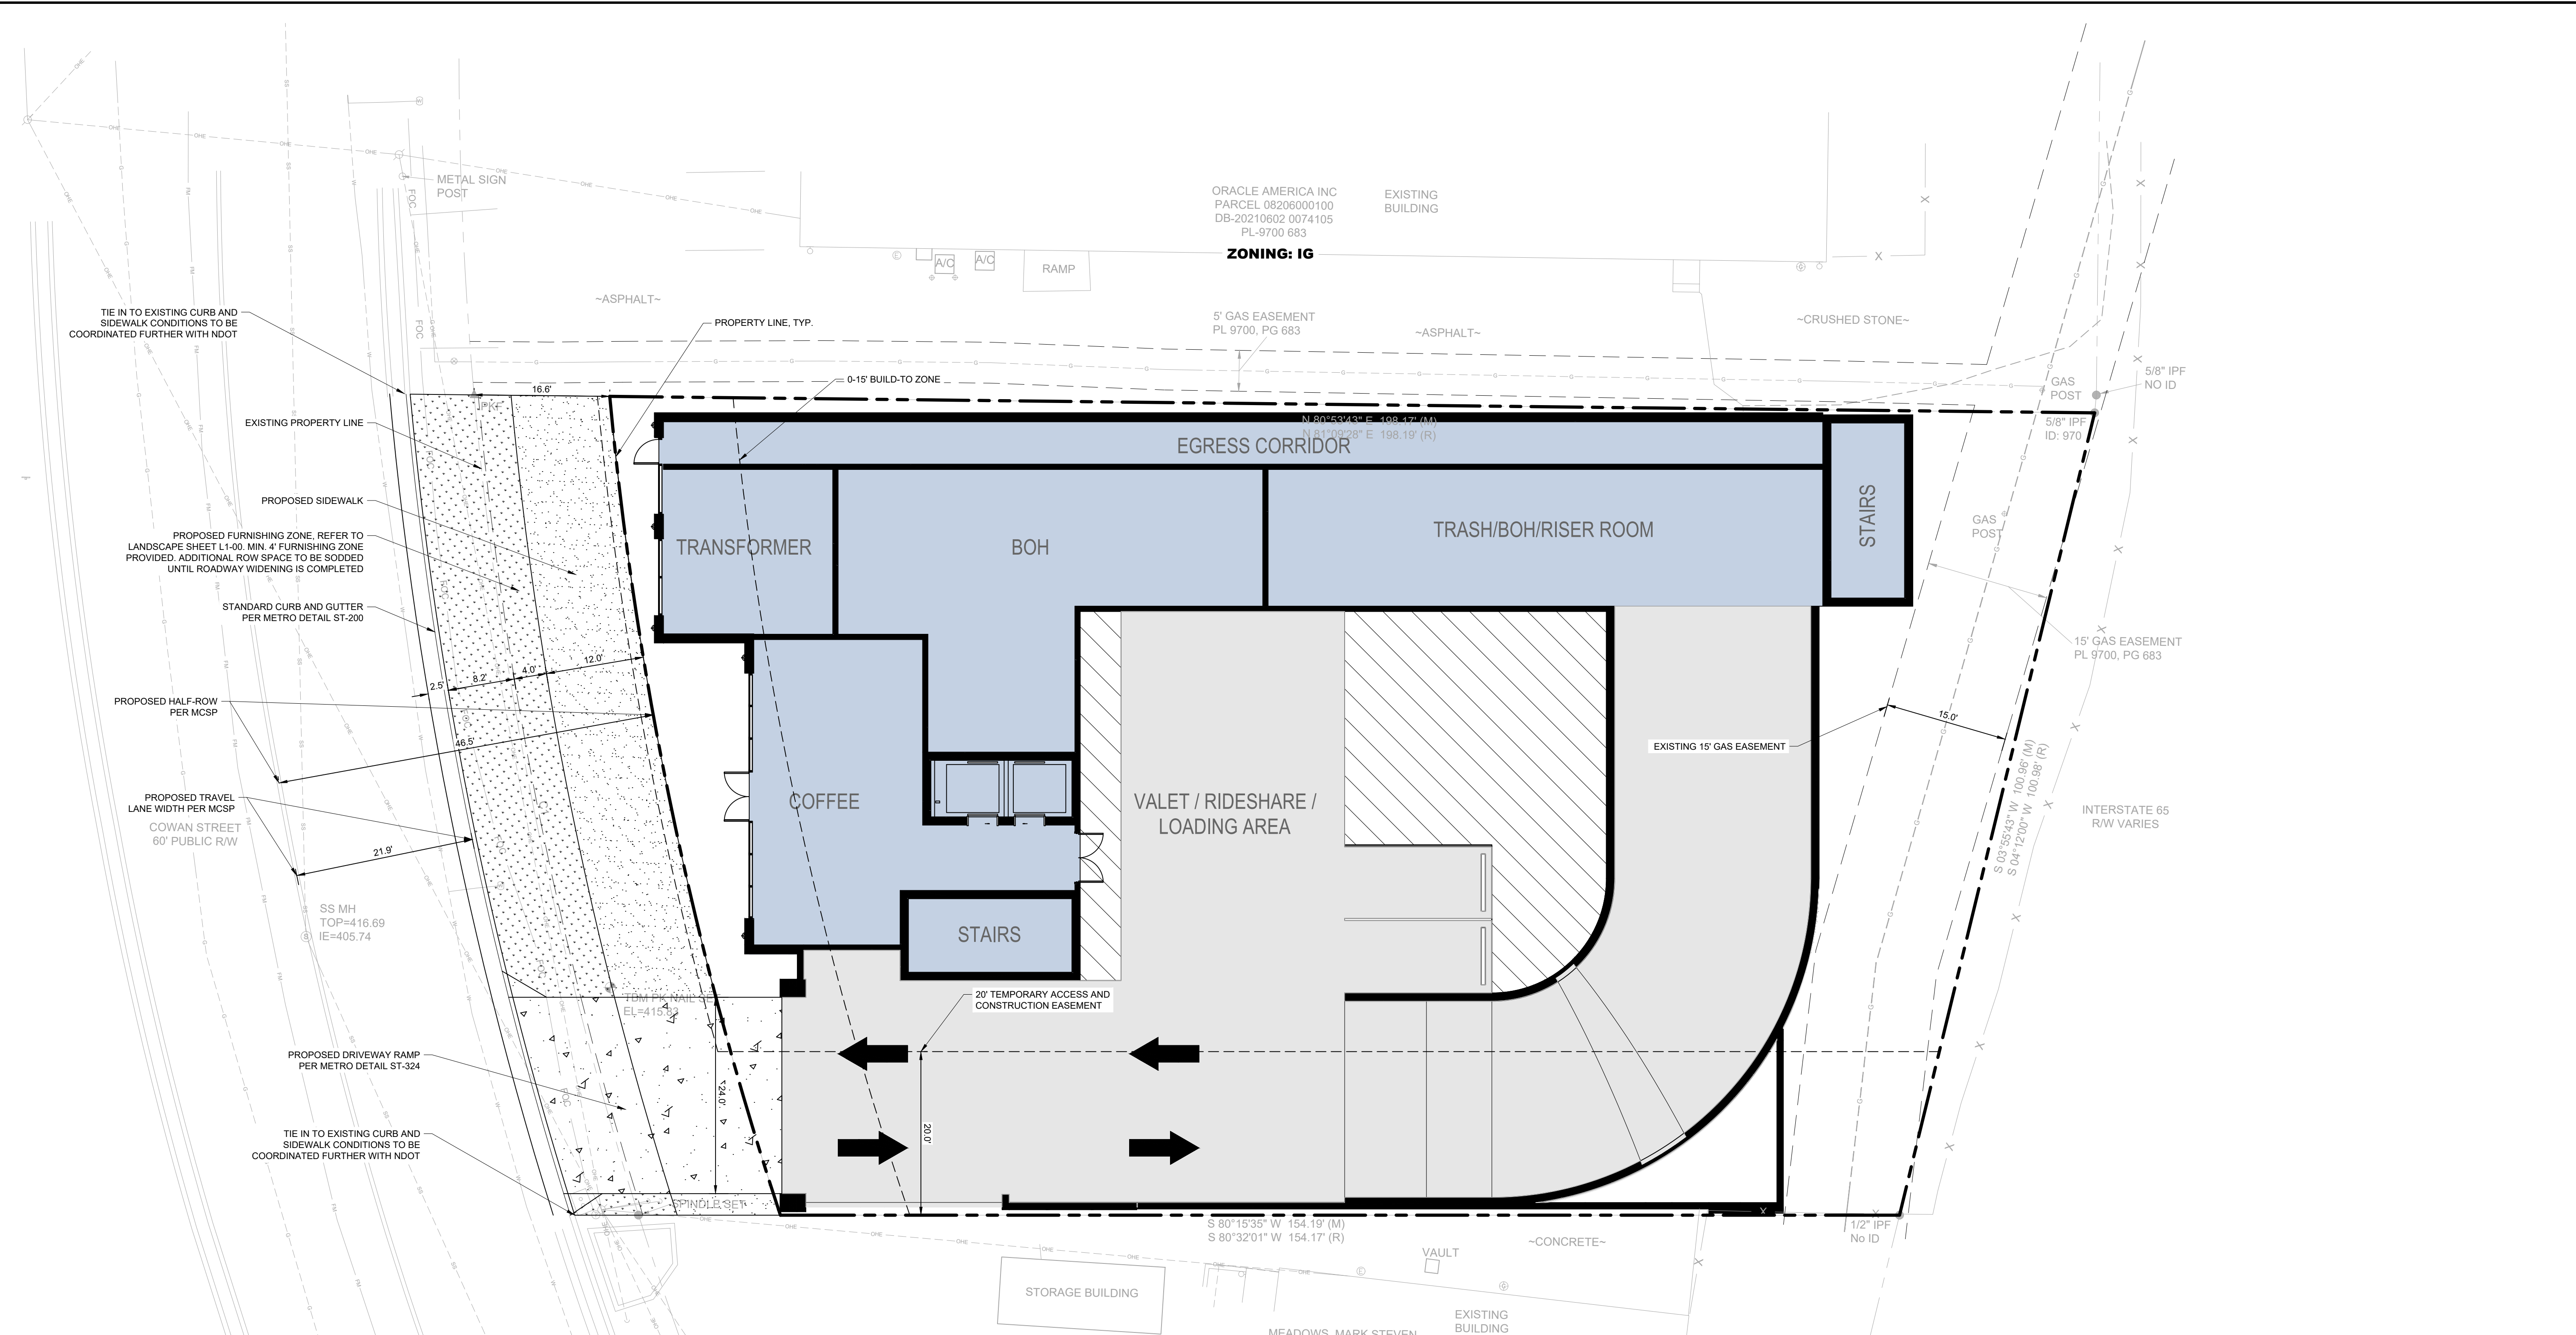 METAL SIGN
POST
ORACLE AMERICA INC
PARCEL 08206000100
DB-20210602 0074105
PL-9700 683
EXISTING
BUILDING
ZONING: IG
A/C
A/C
RAMP
~ASPHALT~
5' GAS EASEMENT
PL 9700, PG 683
~ASPHALT~
~CRUSHED STONE~
TIE IN TO EXISTING CURB AND
SIDEWALK CONDITIONS TO BE
COORDINATED FURTHER WITH NDOT
PROPERTY LINE, TYP.
0-15' BUILD-TO ZONE
16.6'
GAS
POST
5/8" IPF
NO ID
5/8" IPF
ID: 970
EXISTING PROPERTY LINE
N 80°53'43" E 198.17' (M)
N 81°09'28" E 198.19' (R)
EGRESS CORRIDOR
PROPOSED SIDEWALK
PROPOSED FURNISHING ZONE, REFER TO
LANDSCAPE SHEET L1-00. MIN. 4' FURNISHING ZONE
PROVIDED. ADDITIONAL ROW SPACE TO BE SODDED
UNTIL ROADWAY WIDENING IS COMPLETED
TRANSFORMER
BOH
TRASH/BOH/RISER ROOM
STAIRS
GAS
POST
STANDARD CURB AND GUTTER
PER METRO DETAIL ST-200
15' GAS EASEMENT
PL 9700, PG 683
2.5'
8.2'
4.0'
12.0'
PROPOSED HALF-ROW
PER MCSP
46.5'
EXISTING 15' GAS EASEMENT
15.0'
S 03°55'43" W 100.96' (M)
S 04°12'00" W 100.98' (R)
PROPOSED TRAVEL
LANE WIDTH PER MCSP
COWAN STREET
60' PUBLIC R/W
21.9'
COFFEE
VALET / RIDESHARE /
LOADING AREA
INTERSTATE 65
R/W VARIES
SS MH
TOP=416.69
IE=405.74
STAIRS
TBM PK NAIL SET
EL=415.83
20' TEMPORARY ACCESS AND
CONSTRUCTION EASEMENT
PROPOSED DRIVEWAY RAMP
PER METRO DETAIL ST-324
24.0'
20.0'
TIE IN TO EXISTING CURB AND
SIDEWALK CONDITIONS TO BE
COORDINATED FURTHER WITH NDOT
SPINDLE SET
S 80°15'35" W 154.19' (M)
S 80°32'01" W 154.17' (R)
1/2" IPF
No ID
~CONCRETE~
VAULT
STORAGE BUILDING
EXISTING
BUILDING
MEADOWS, MARK STEVEN